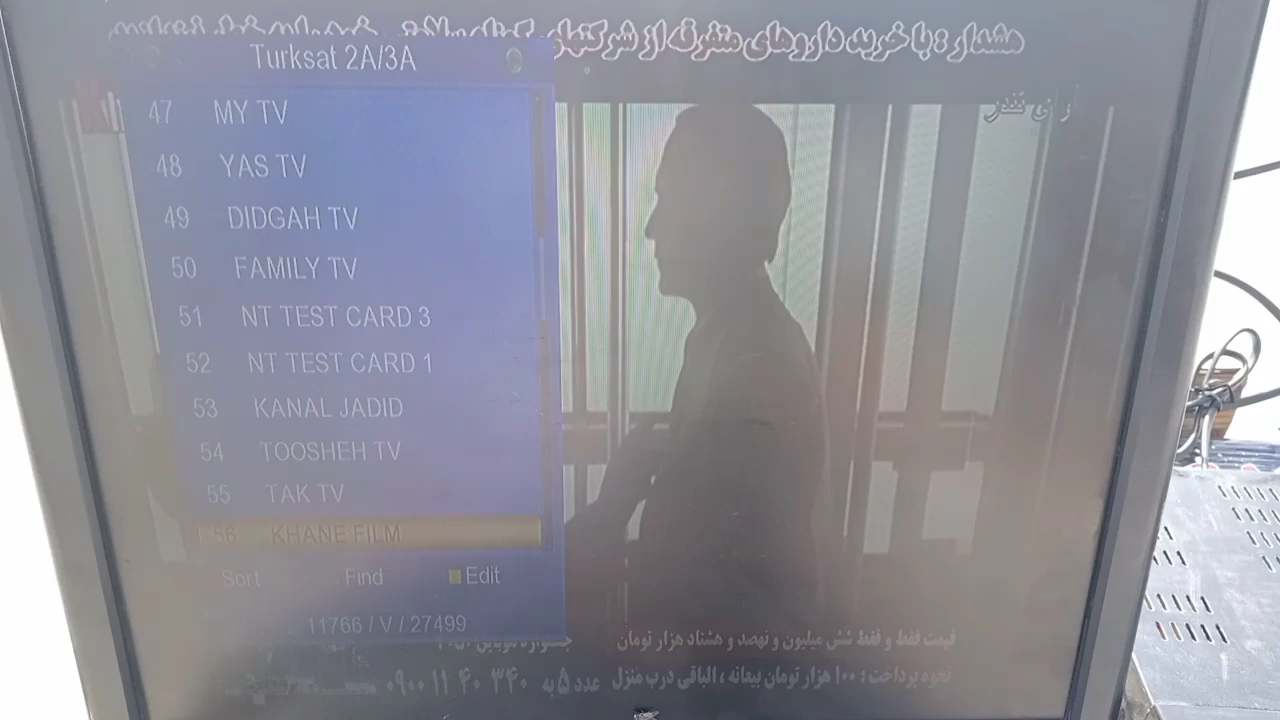 هشدار : با خرید داروهای متفرقه از شرکتهای
Turksat 2A/3A
47 MY TV
48 YAS TV
49 DIDGAH TV
50 FAMILY TV
51 NT TEST CARD 3
52 NT TEST CARD 1
53 KANAL JADID
54 TOOSHEH TV
55 TAK TV
56 KHANE FILM
Sort Find Edit
11766 / V / 27499
قیمت فقط و فقط شش میلیون و نهصد و هشتاد هزار تومان
نحوه پرداخت : ۱۰۰ هزار تومان بیعانه ، الباقی درب منزل
عدد ۵ به ۳۴۰ ۴۰ ۱۱ ۰۹۰۰